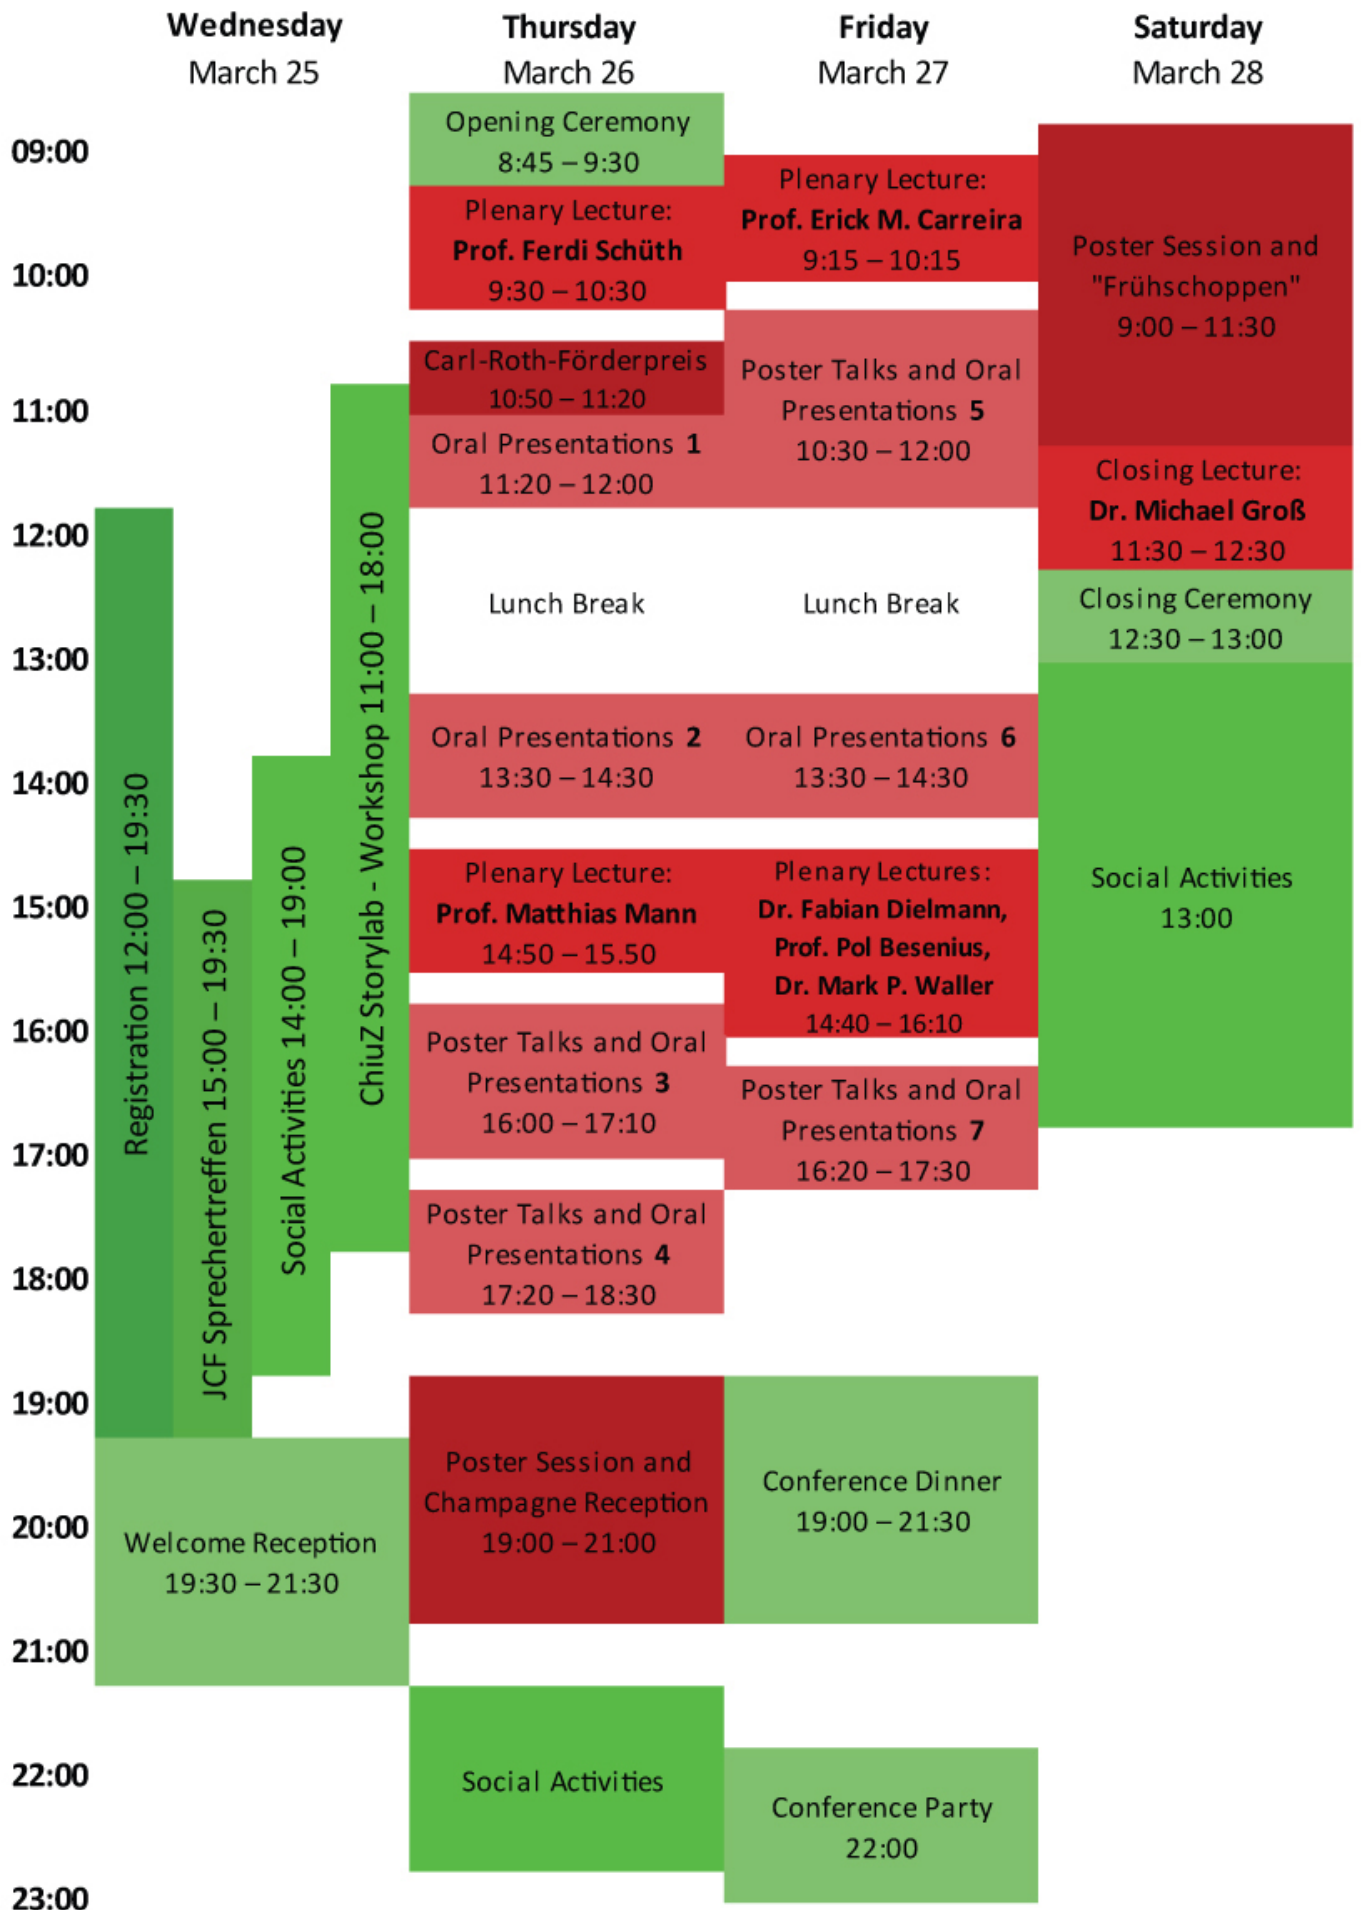 Wednesday
March 25
Thursday
March 26
Friday
March 27
Saturday
March 28
09:00
10:00
11:00
12:00
13:00
14:00
15:00
16:00
17:00
18:00
19:00
20:00
21:00
22:00
23:00
Registration 12:00 – 19:30
JCF Sprechertreffen 15:00 – 19:30
Social Activities 14:00 – 19:00
ChiuZ Storylab - Workshop 11:00 – 18:00
Welcome Reception
19:30 – 21:30
Opening Ceremony
8:45 – 9:30
Plenary Lecture:
Prof. Ferdi Schüth
9:30 – 10:30
Carl-Roth-Förderpreis
10:50 – 11:20
Oral Presentations 1
11:20 – 12:00
Lunch Break
Oral Presentations 2
13:30 – 14:30
Plenary Lecture:
Prof. Matthias Mann
14:50 – 15.50
Poster Talks and Oral
Presentations 3
16:00 – 17:10
Poster Talks and Oral
Presentations 4
17:20 – 18:30
Poster Session and
Champagne Reception
19:00 – 21:00
Social Activities
Plenary Lecture:
Prof. Erick M. Carreira
9:15 – 10:15
Poster Talks and Oral
Presentations 5
10:30 – 12:00
Lunch Break
Oral Presentations 6
13:30 – 14:30
Plenary Lectures:
Dr. Fabian Dielmann,
Prof. Pol Besenius,
Dr. Mark P. Waller
14:40 – 16:10
Poster Talks and Oral
Presentations 7
16:20 – 17:30
Conference Dinner
19:00 – 21:30
Conference Party
22:00
Poster Session and
"Frühschoppen"
9:00 – 11:30
Closing Lecture:
Dr. Michael Groß
11:30 – 12:30
Closing Ceremony
12:30 – 13:00
Social Activities
13:00